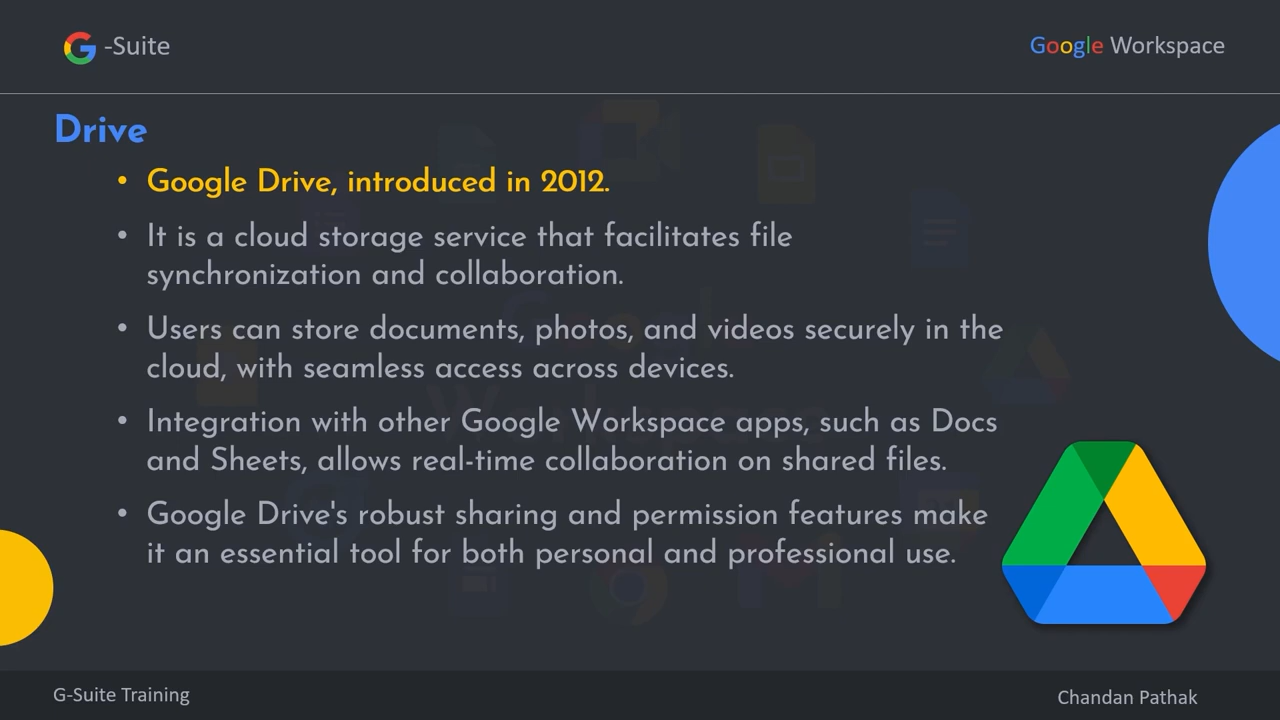 G -Suite
Google Workspace
Drive
• Google Drive, introduced in 2012.
• It is a cloud storage service that facilitates file
synchronization and collaboration.
• Users can store documents, photos, and videos securely in the
cloud, with seamless access across devices.
• Integration with other Google Workspace apps, such as Docs
and Sheets, allows real-time collaboration on shared files.
• Google Drive's robust sharing and permission features make
it an essential tool for both personal and professional use.
Google
Workspace
G-Suite Training
Chandan Pathak